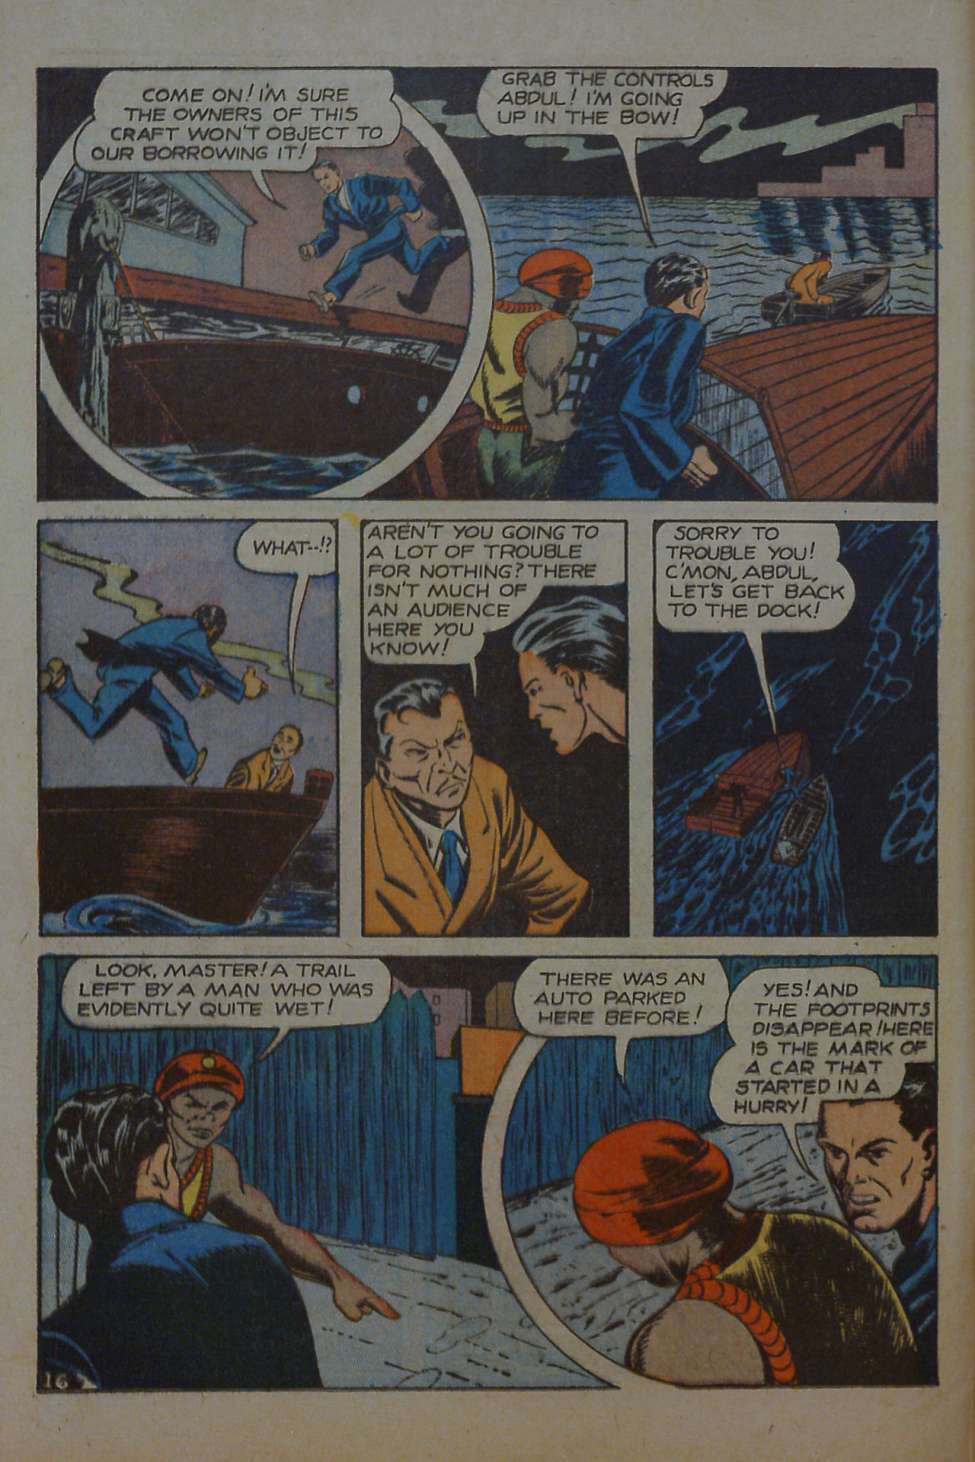 COME ON! I'M SURE
THE OWNERS OF THIS
CRAFT WON'T OBJECT TO
OUR BORROWING IT!
GRAB THE CONTROLS
ABDUL! I'M GOING
UP IN THE BOW!
WHAT--!?
AREN'T YOU GOING TO
A LOT OF TROUBLE
FOR NOTHING? THERE
ISN'T MUCH OF
AN AUDIENCE
HERE YOU
KNOW!
SORRY TO
TROUBLE YOU!
C'MON, ABDUL,
LET'S GET BACK
TO THE DOCK!
LOOK, MASTER! A TRAIL
LEFT BY A MAN WHO WAS
EVIDENTLY QUITE WET!
THERE WAS AN
AUTO PARKED
HERE BEFORE!
YES! AND
THE FOOTPRINTS
DISAPPEAR! HERE
IS THE MARK OF
A CAR THAT
STARTED IN A
HURRY!
16